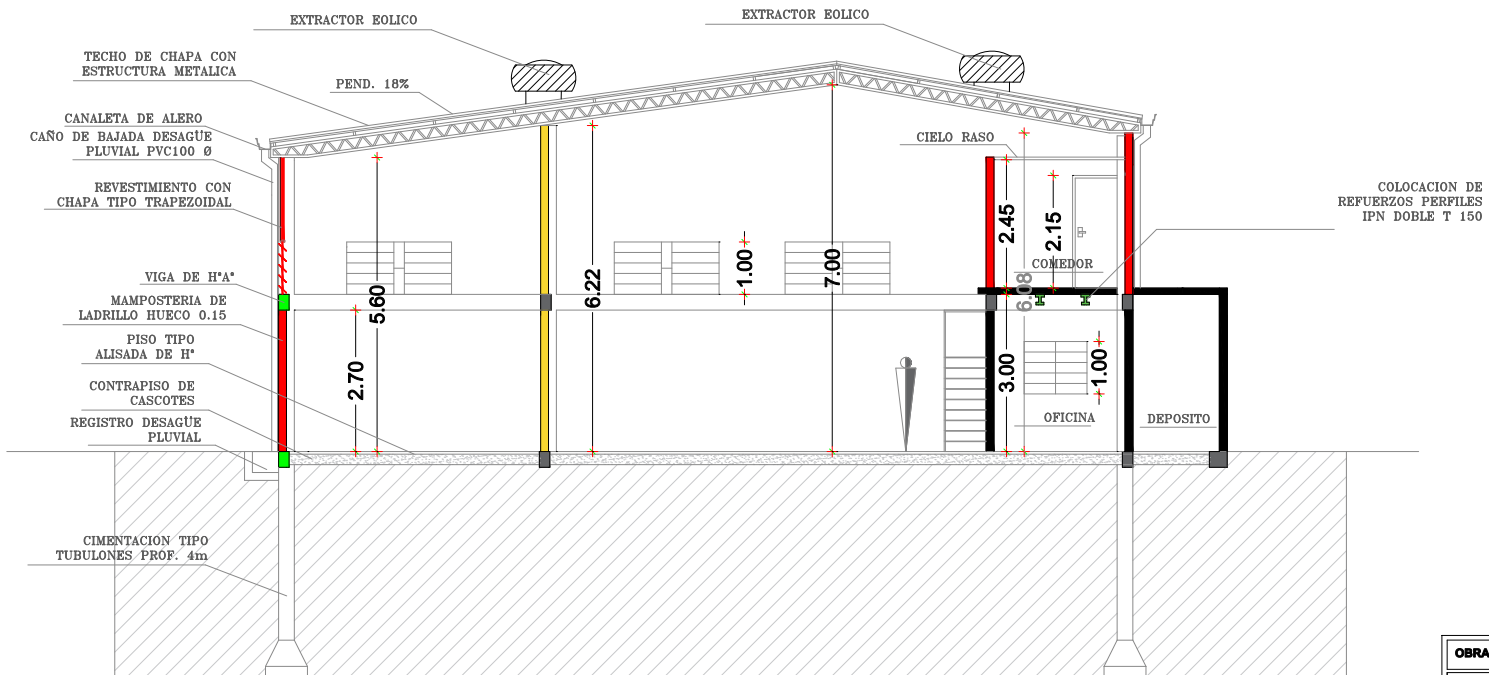 EXTRACTOR EOLICO
EXTRACTOR EOLICO
TECHO DE CHAPA CON
ESTRUCTURA METALICA
PEND. 18%
CANALETA DE ALERO
CAÑO DE BAJADA DESAGÜE
PLUVIAL PVC100 Ø
CIELO RASO
REVESTIMIENTO CON
CHAPA TIPO TRAPEZOIDAL
COLOCACION DE
REFUERZOS PERFILES
IPN DOBLE T 150
2.45
2.15
COMEDOR
1.00
7.00
6.22
5.60
6.08
VIGA DE H°A°
MAMPOSTERIA DE
LADRILLO HUECO 0.15
PISO TIPO
ALISADA DE H°
2.70
3.00
1.00
CONTRAPISO DE
CASCOTES
OFICINA
DEPOSITO
REGISTRO DESAGÜE
PLUVIAL
CIMENTACION TIPO
TUBULONES PROF. 4m
OBRA